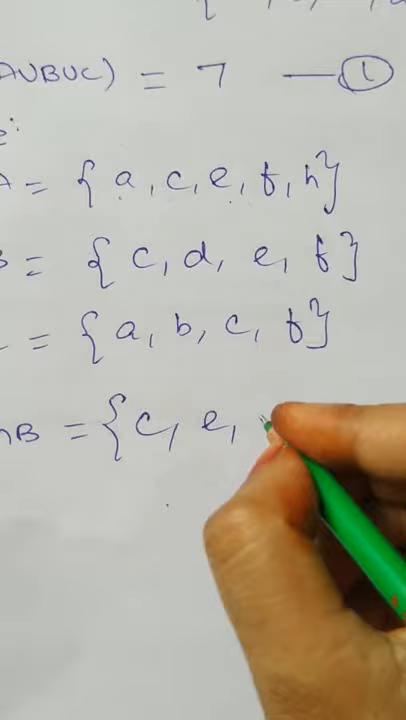 AUBUC) = 7 — 1
e:
A = {a, c, e, f, h}
B = {c, d, e, f}
C = {a, b, c, f}
∩B = {c, e,